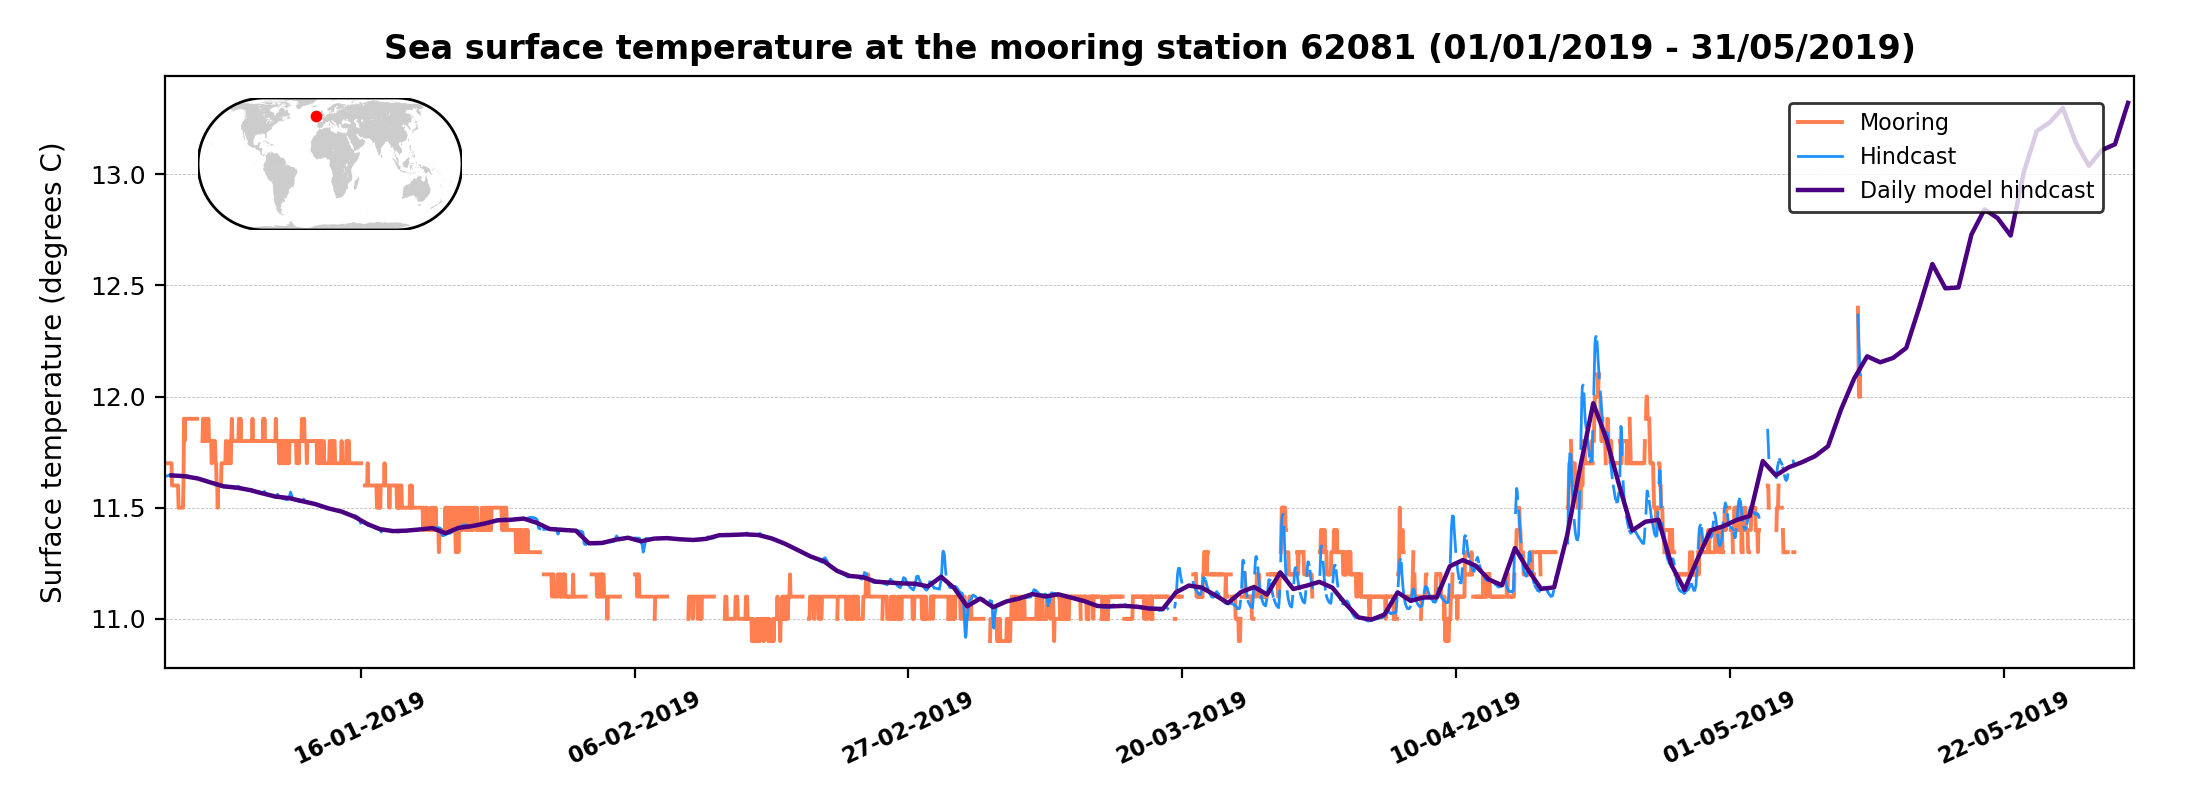 Sea surface temperature at the mooring station 62081 (01/01/2019 - 31/05/2019)
Surface temperature (degrees C)
13.0
12.5
12.0
11.5
11.0
Mooring
Hindcast
Daily model hindcast
16-01-2019
06-02-2019
27-02-2019
20-03-2019
10-04-2019
01-05-2019
22-05-2019